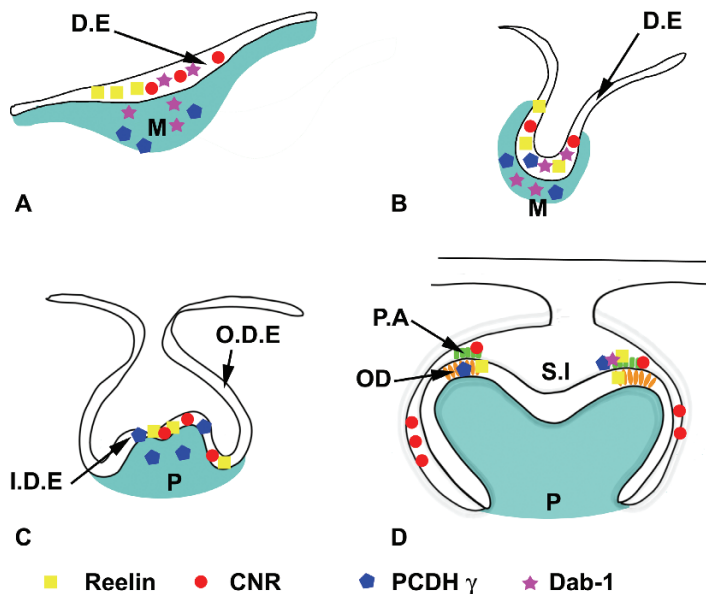 D.E
M
A
D.E
M
B
O.D.E
I.D.E
P
C
P.A
OD
S.I
P
D
Reelin CNR PCDH γ Dab-1